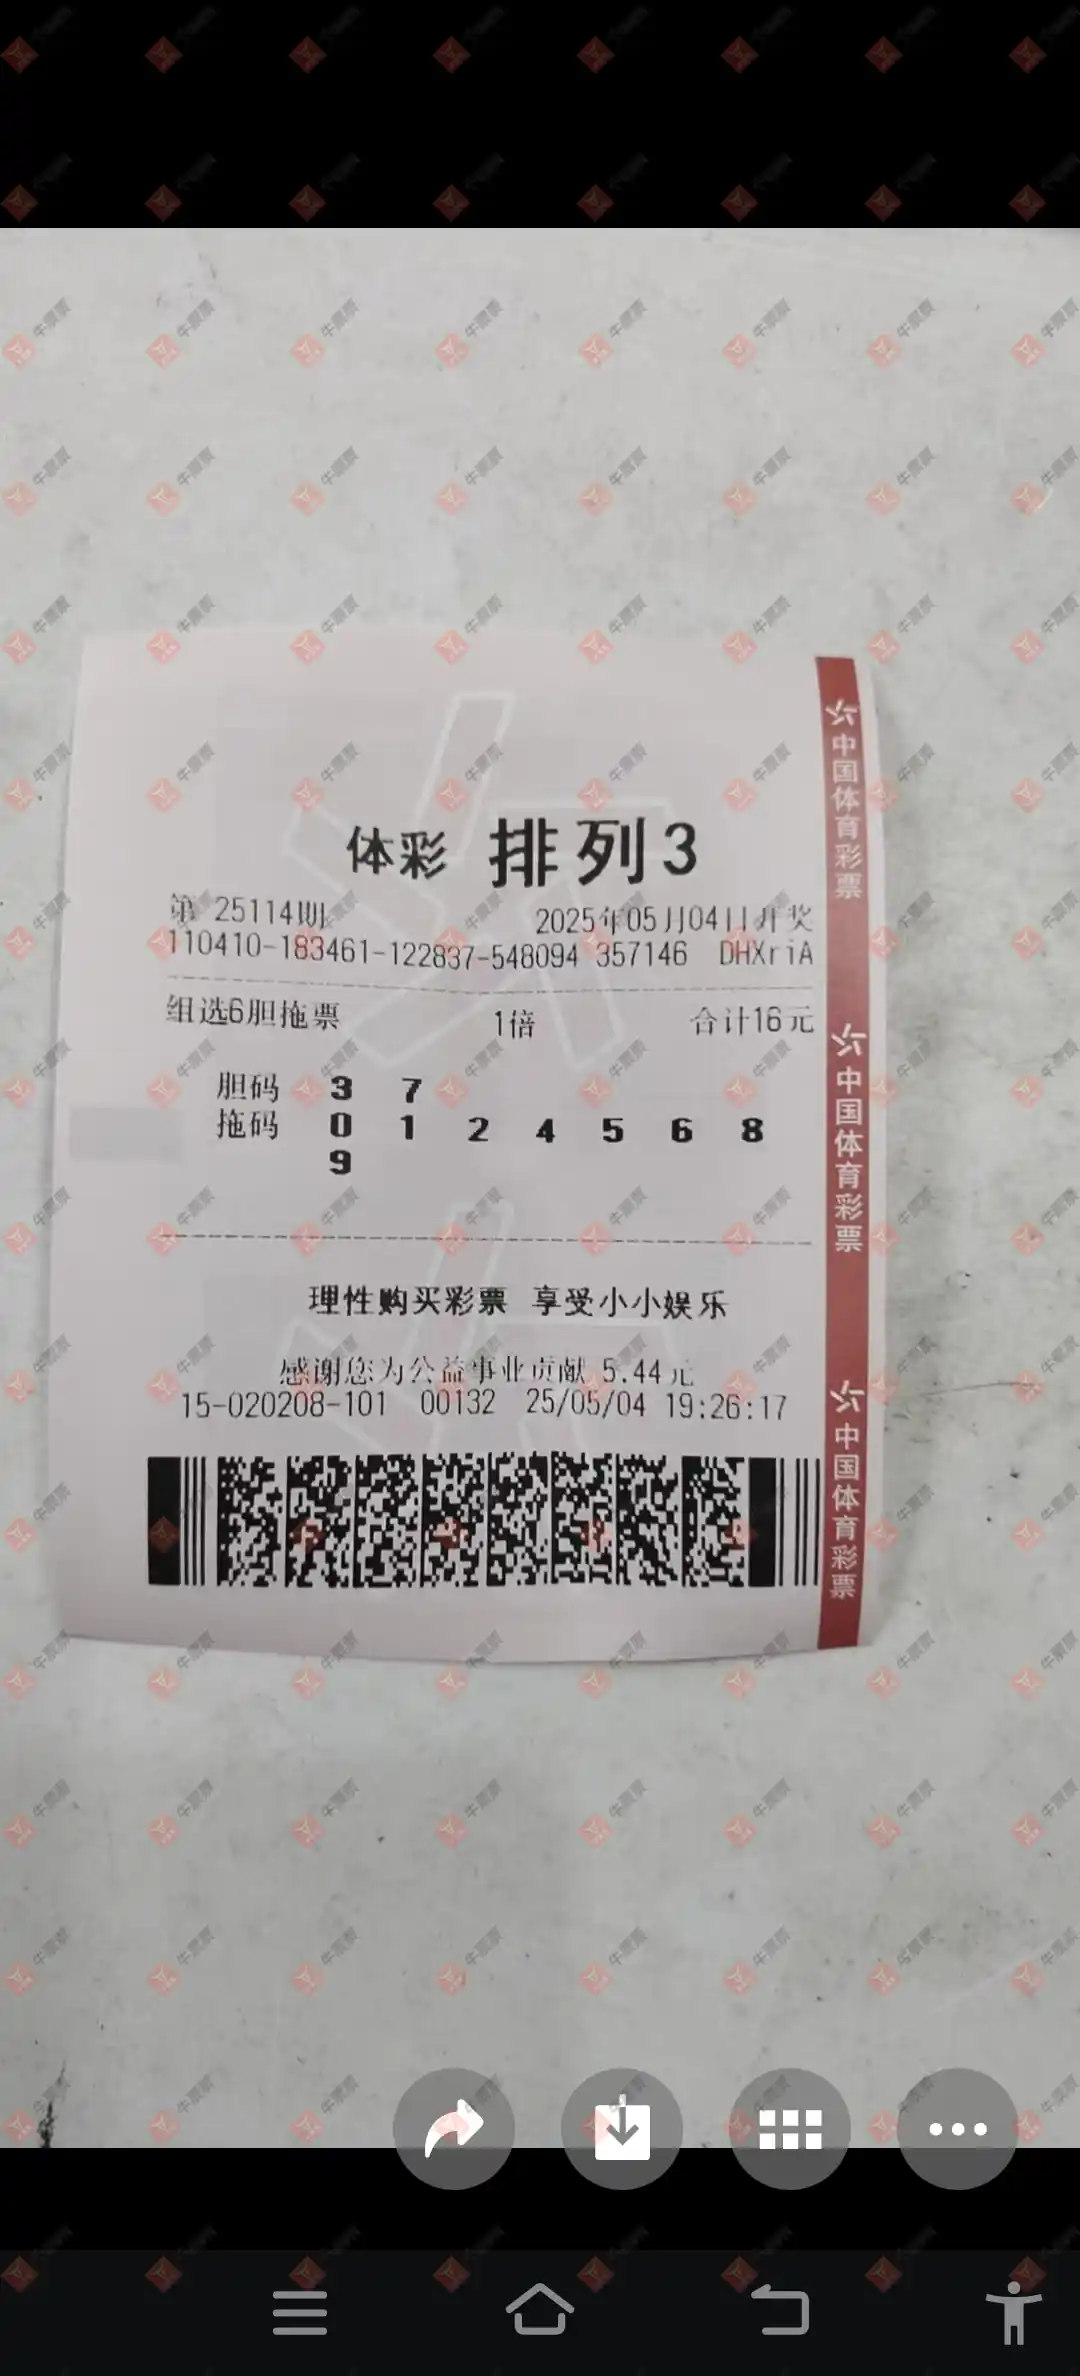 体彩 排列3
第 25114期 2025年05月04日开奖
110410-183461-122837-548094 357146 DHXriA
组选6胆拖票 1倍 合计16元
胆码 3 7
拖码 0 1 2 4 5 6 8
9
理性购买彩票 享受小小娱乐
感谢您为公益事业贡献 5.44元
15-020208-101 00132 25/05/04 19:26:17
中国体育彩票
中国体育彩票
中国体育彩票
牛票票